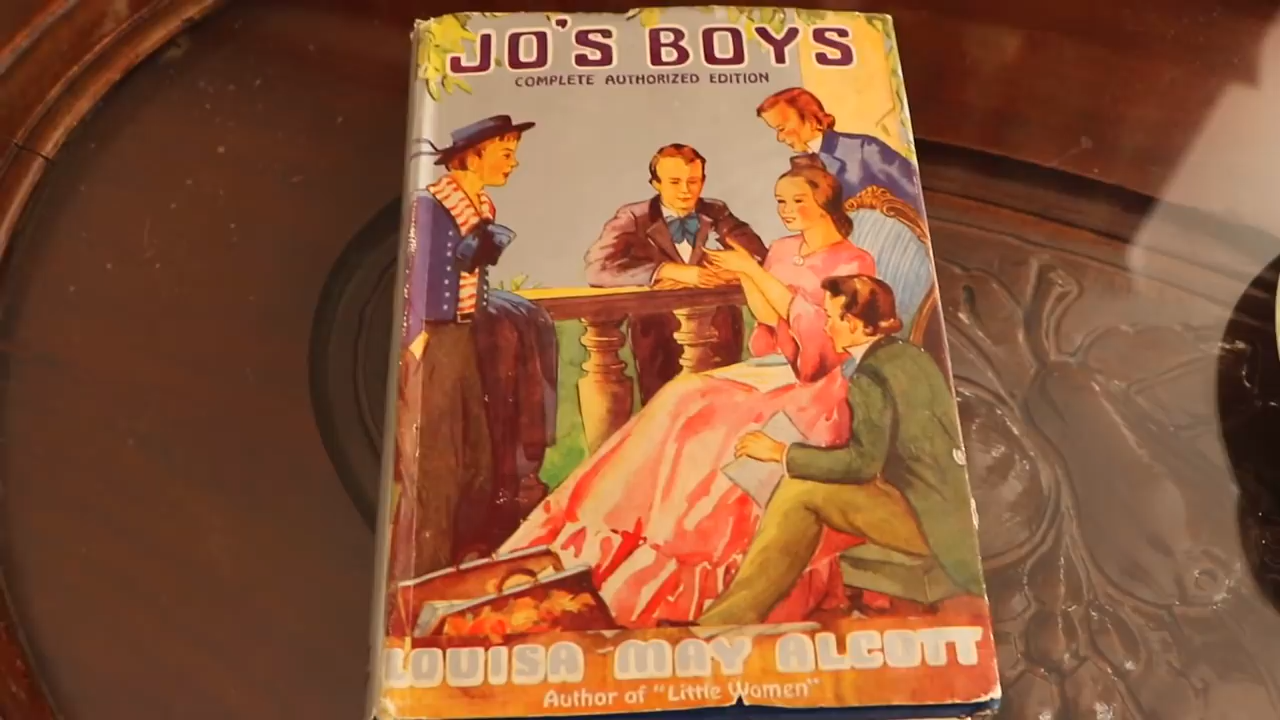 JO'S BOYS
COMPLETE AUTHORIZED EDITION
LOUISA MAY ALCOTT
Author of "Little Women"